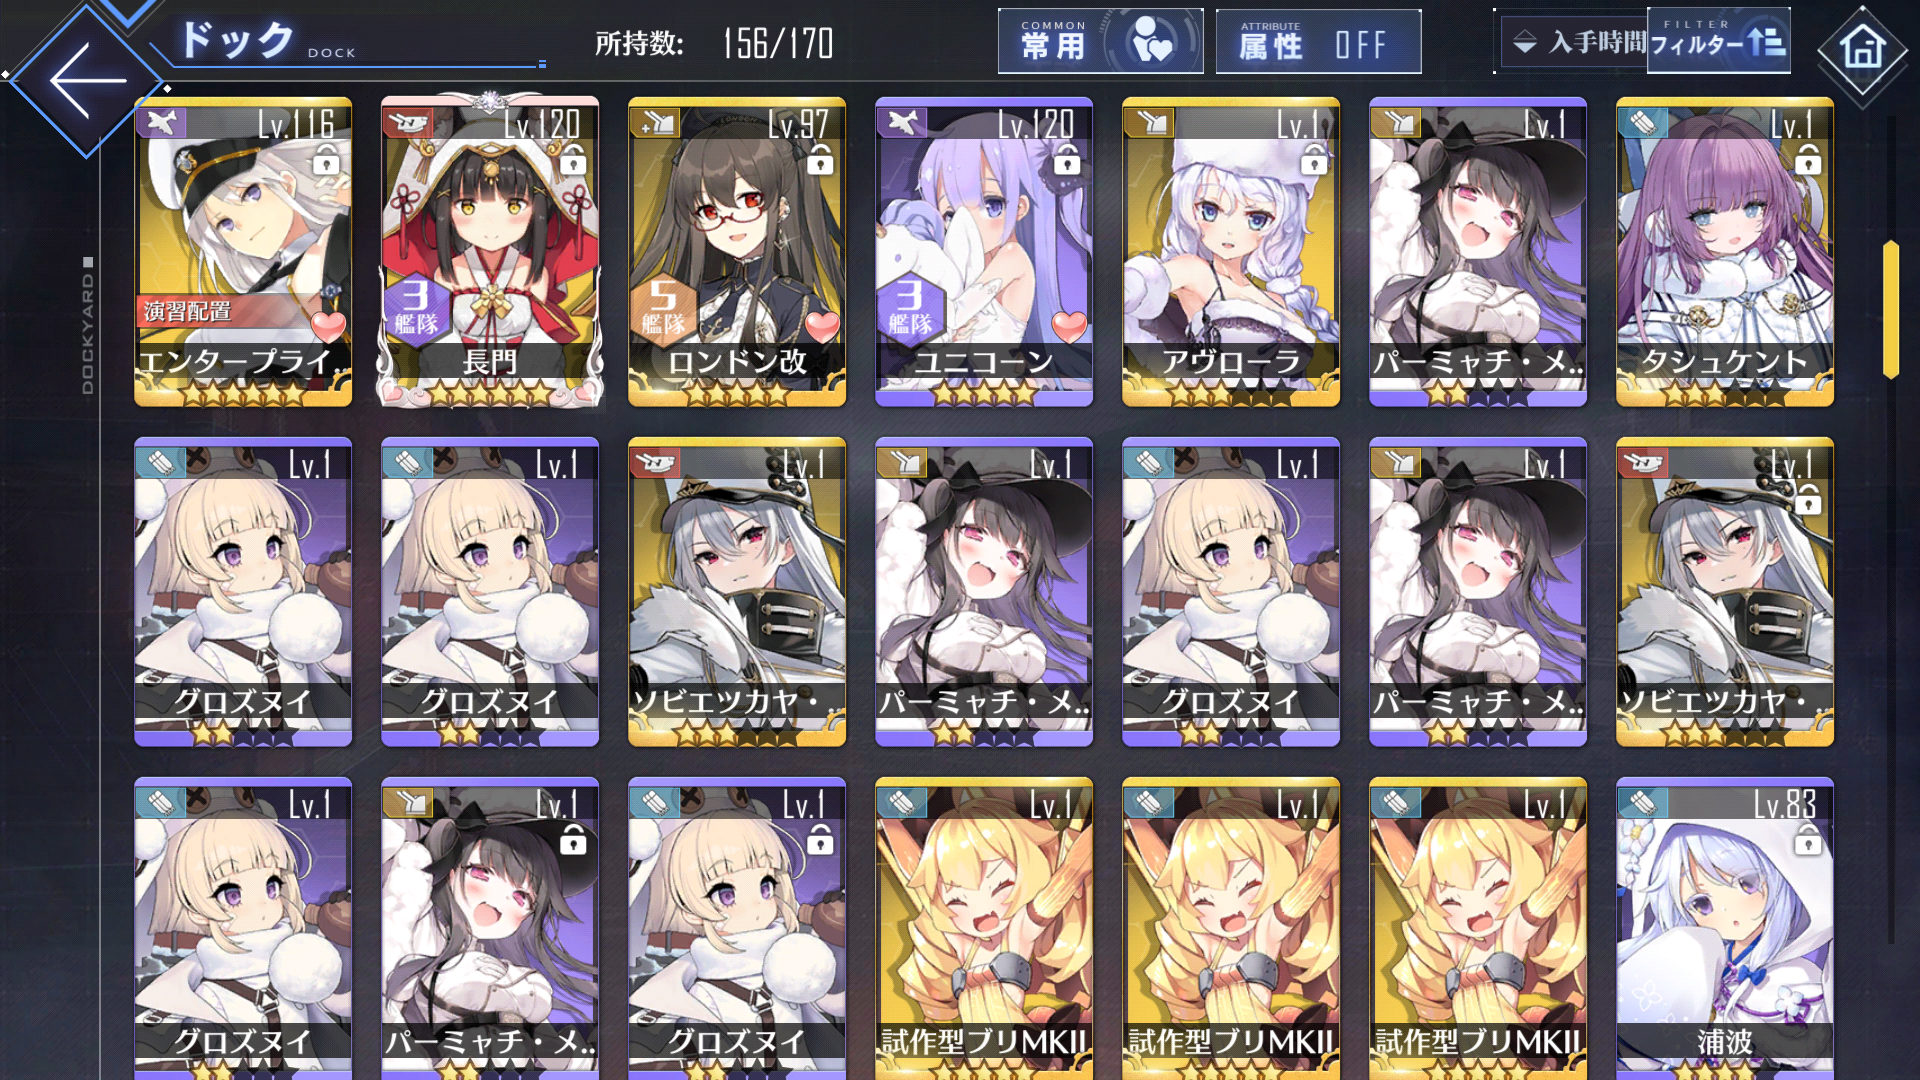 ドック DOCK
所持数: 156/170
COMMON
常用
ATTRIBUTE
属性 OFF
入手時間
FILTER
フィルター
DOCKYARD
Lv.116
演習配置
エンタープライ..
Lv.120
3
艦隊
長門
Lv.97
5
艦隊
ロンドン改
Lv.120
3
艦隊
ユニコーン
Lv.1
アヴローラ
Lv.1
パーミャチ・メ..
Lv.1
タシュケント
Lv.1
グロズヌイ
Lv.1
グロズヌイ
Lv.1
ソビエツカヤ・..
Lv.1
パーミャチ・メ..
Lv.1
グロズヌイ
Lv.1
パーミャチ・メ..
Lv.1
ソビエツカヤ・..
Lv.1
グロズヌイ
Lv.1
パーミャチ・メ..
Lv.1
グロズヌイ
Lv.1
試作型ブリMKII
Lv.1
試作型ブリMKII
Lv.1
試作型ブリMKII
Lv.83
浦波